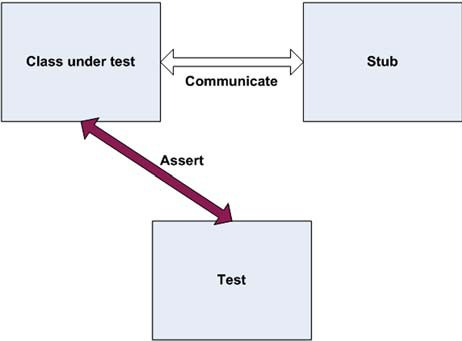 Class under test
Communicate
Stub
Assert
Test